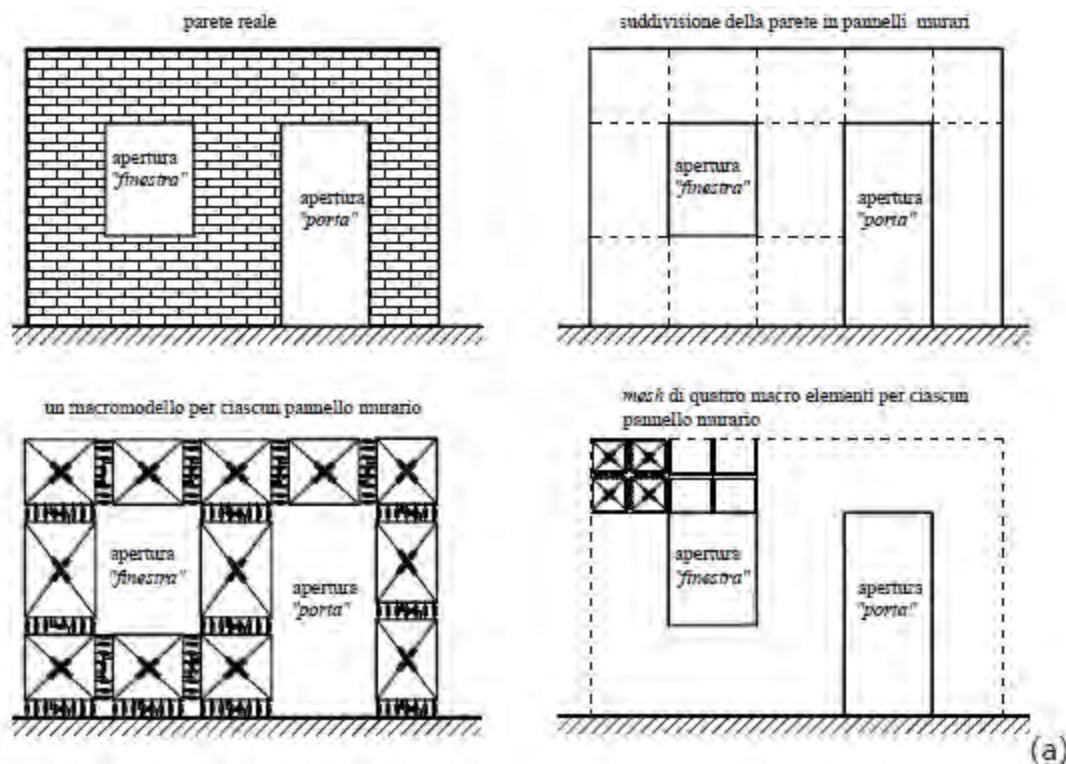 parete reale
suddivisione della parete in pannelli murari
apertura
"finestra"
apertura
"porta"
apertura
"finestra"
apertura
"porta"
un macromodello per ciascun pannello murario
mesh di quattro macro elementi per ciascun
pannello murario
apertura
"finestra"
apertura
"porta"
apertura
"finestra"
apertura
"porta"
(a)